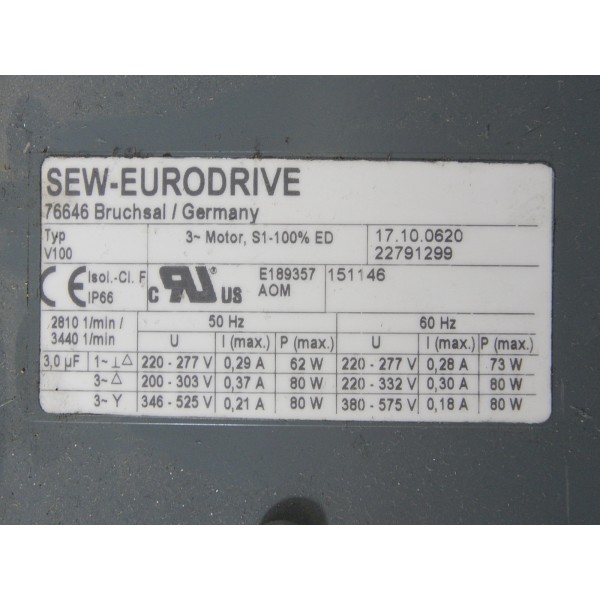 SEW-EURODRIVE
76646 Bruchsal / Germany
Typ 3~ Motor, S1-100% ED 17.10.0620
V100 22791299
CE Isol.-Cl. F IP66 c RU US E189357 AOM 151146
2810 1/min / 3440 1/min 50 Hz 60 Hz
U I (max.) P (max.) U I (max.) P (max.)
3,0 µF 1~ ⊥ △ 220 - 277 V 0,29 A 62 W 220 - 277 V 0,28 A 73 W
3~ △ 200 - 303 V 0,37 A 80 W 220 - 332 V 0,30 A 80 W
3~ Y 346 - 525 V 0,21 A 80 W 380 - 575 V 0,18 A 80 W